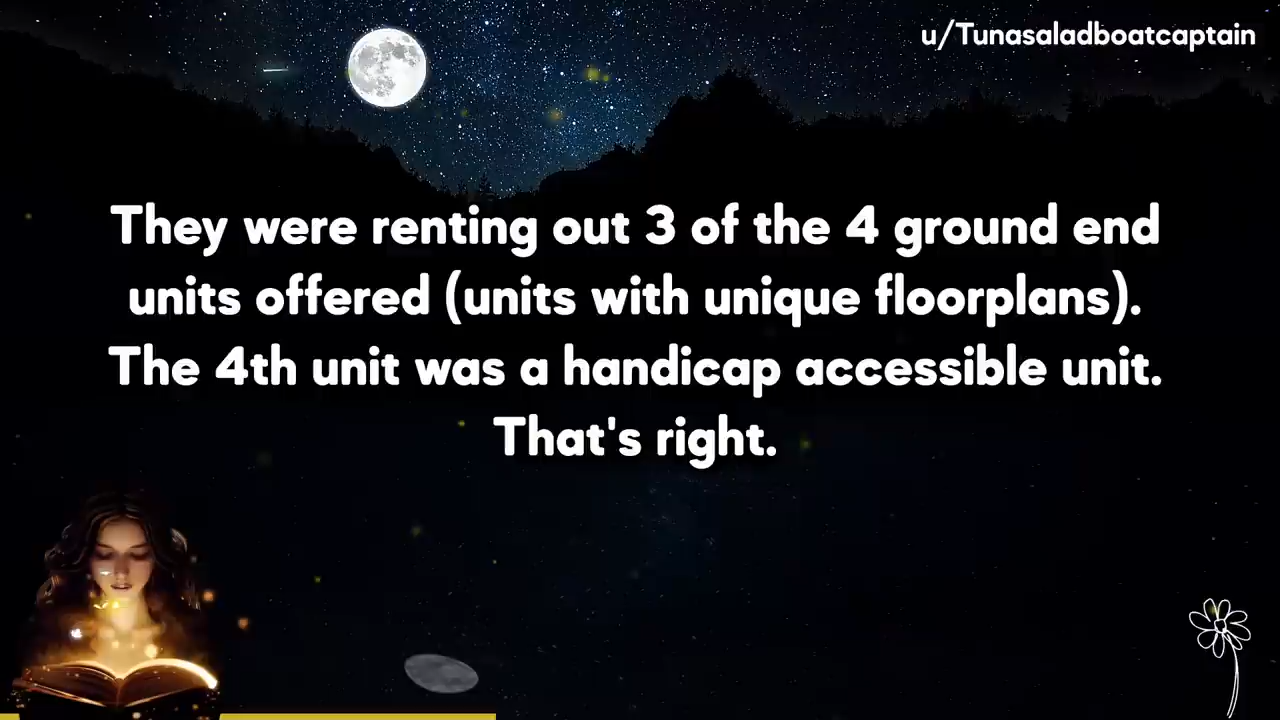 u/Tunasaladboatcaptain
They were renting out 3 of the 4 ground end
units offered (units with unique floorplans).
The 4th unit was a handicap accessible unit.
That's right.